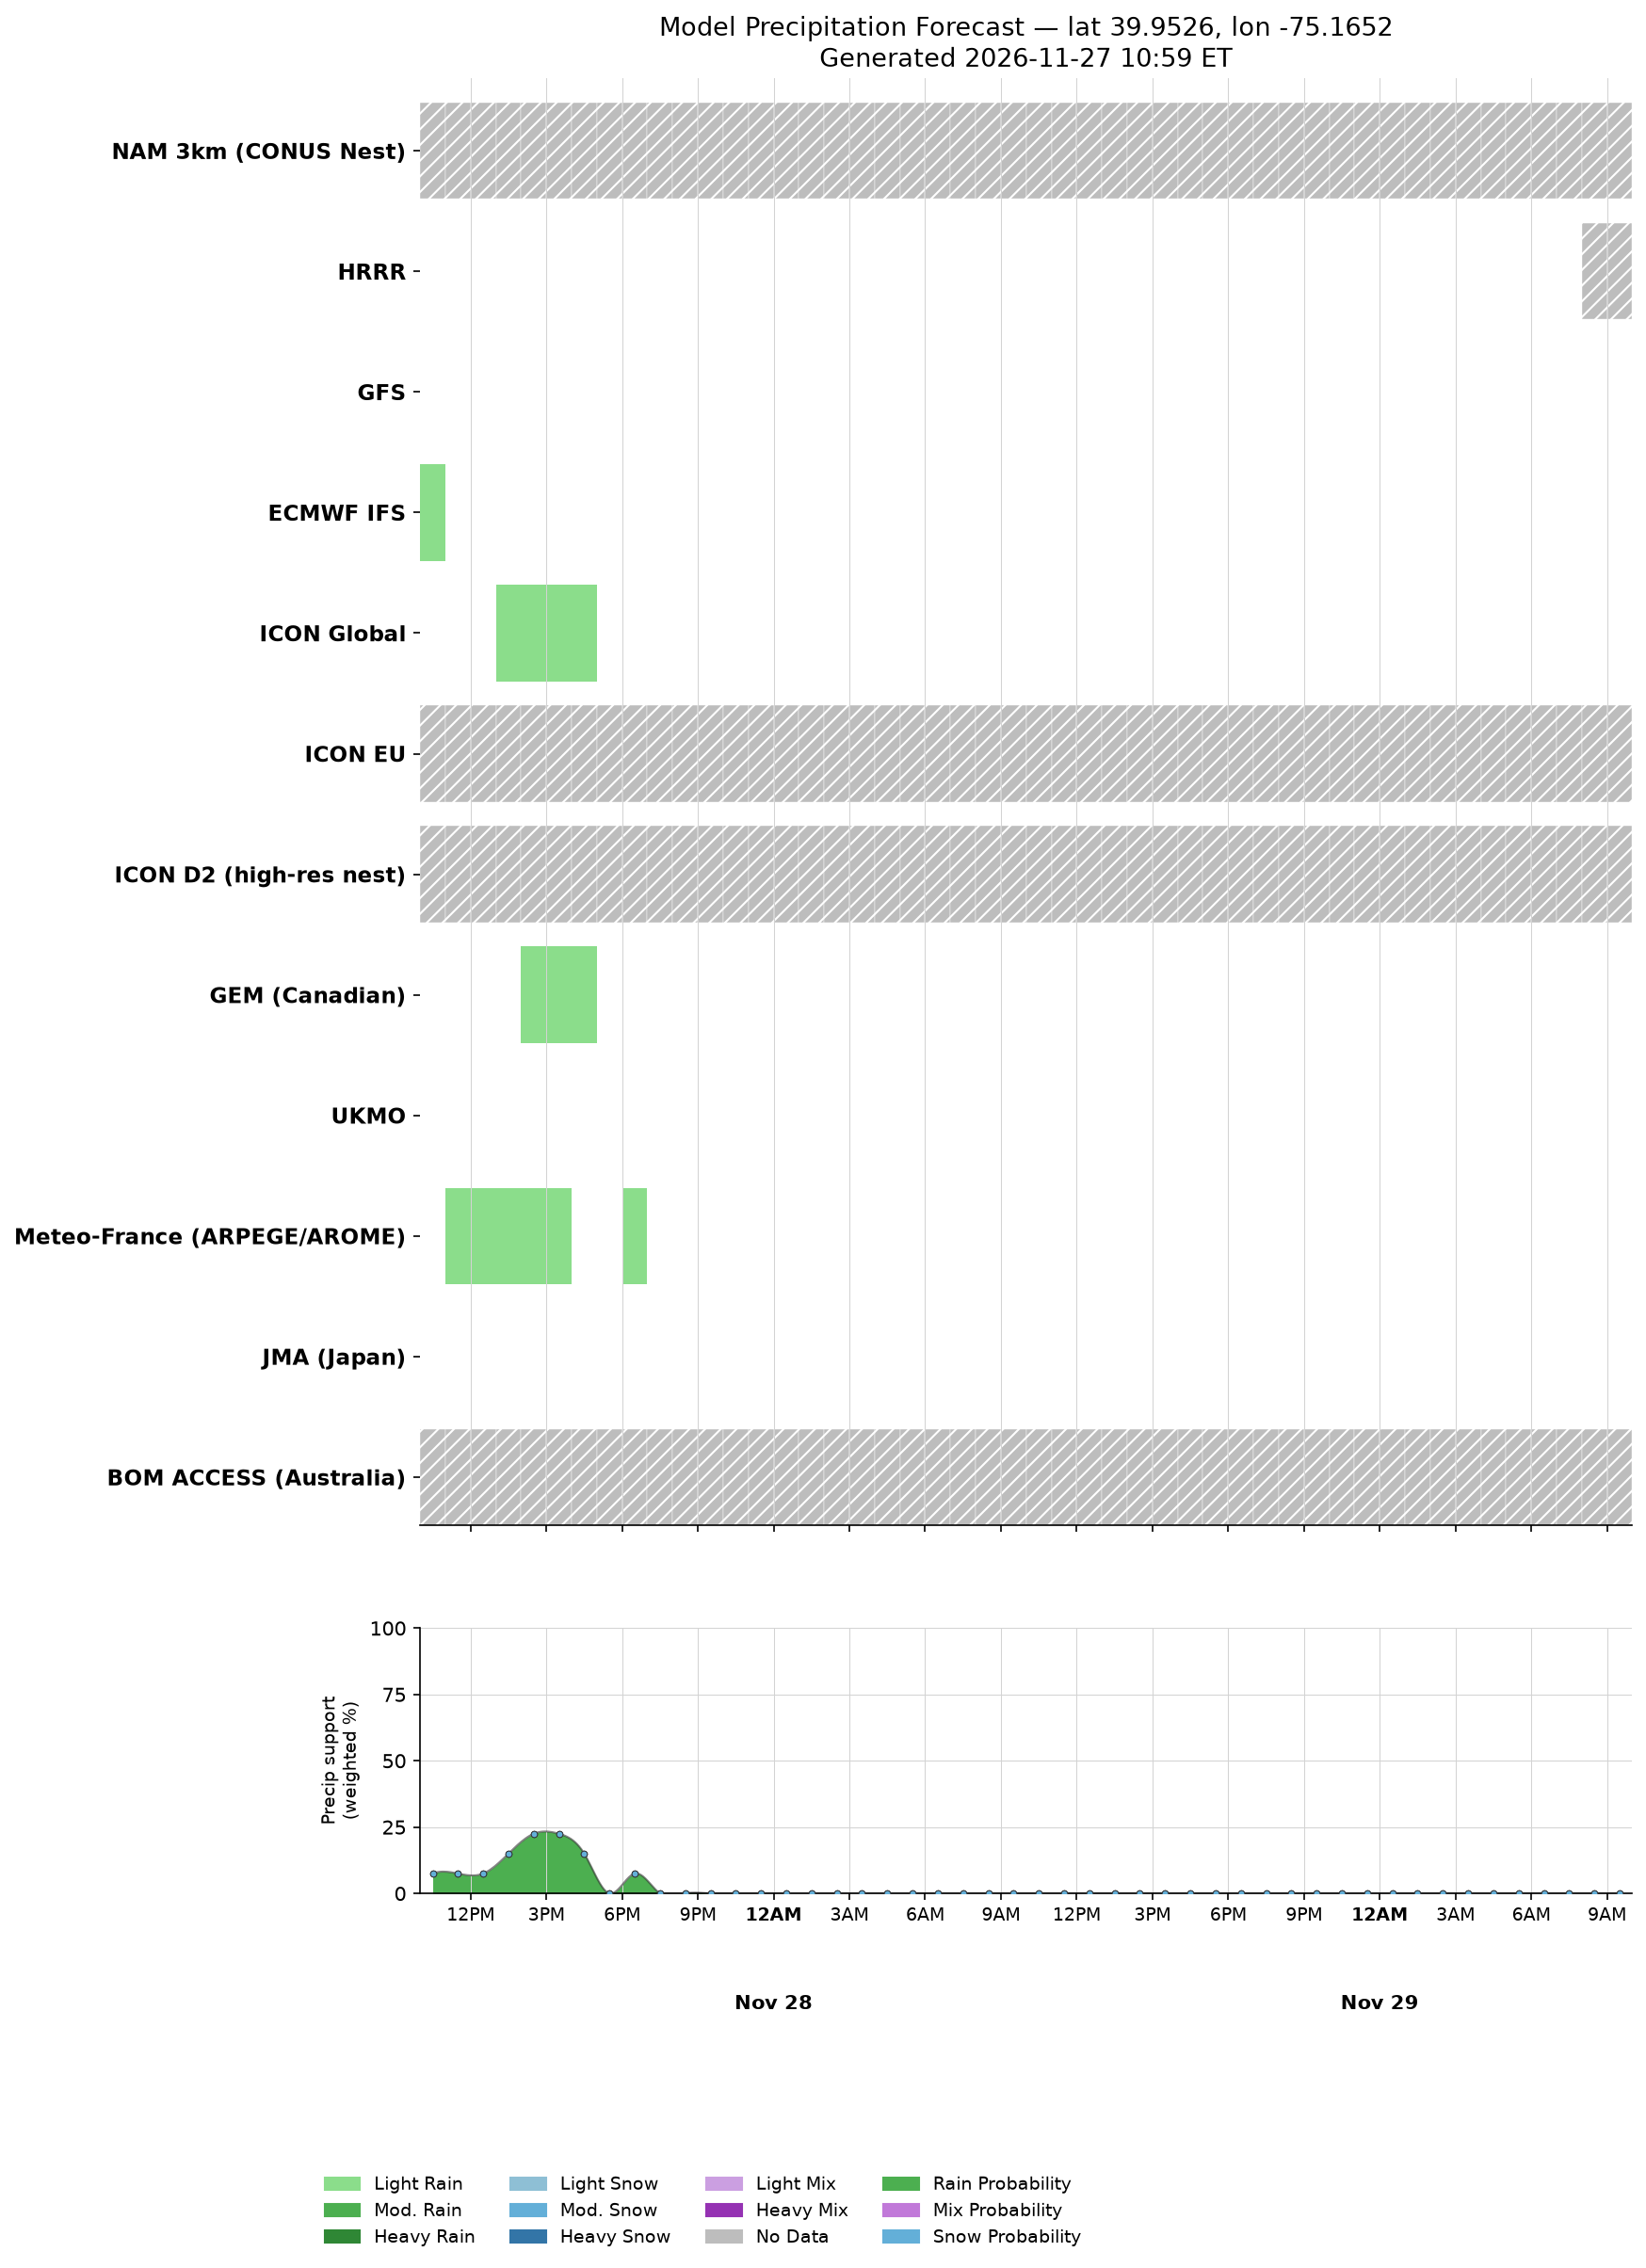 Model Precipitation Forecast — lat 39.9526, lon -75.1652
Generated 2026-11-27 10:59 ET
NAM 3km (CONUS Nest)
HRRR
GFS
ECMWF IFS
ICON Global
ICON EU
ICON D2 (high-res nest)
GEM (Canadian)
UKMO
Meteo-France (ARPEGE/AROME)
JMA (Japan)
BOM ACCESS (Australia)
Precip support
(weighted %)
100
75
50
25
0
12PM 3PM 6PM 9PM 12AM 3AM 6AM 9AM 12PM 3PM 6PM 9PM 12AM 3AM 6AM 9AM
Nov 28 Nov 29
Light Rain Light Snow Light Mix Rain Probability
Mod. Rain Mod. Snow Heavy Mix Mix Probability
Heavy Rain Heavy Snow No Data Snow Probability